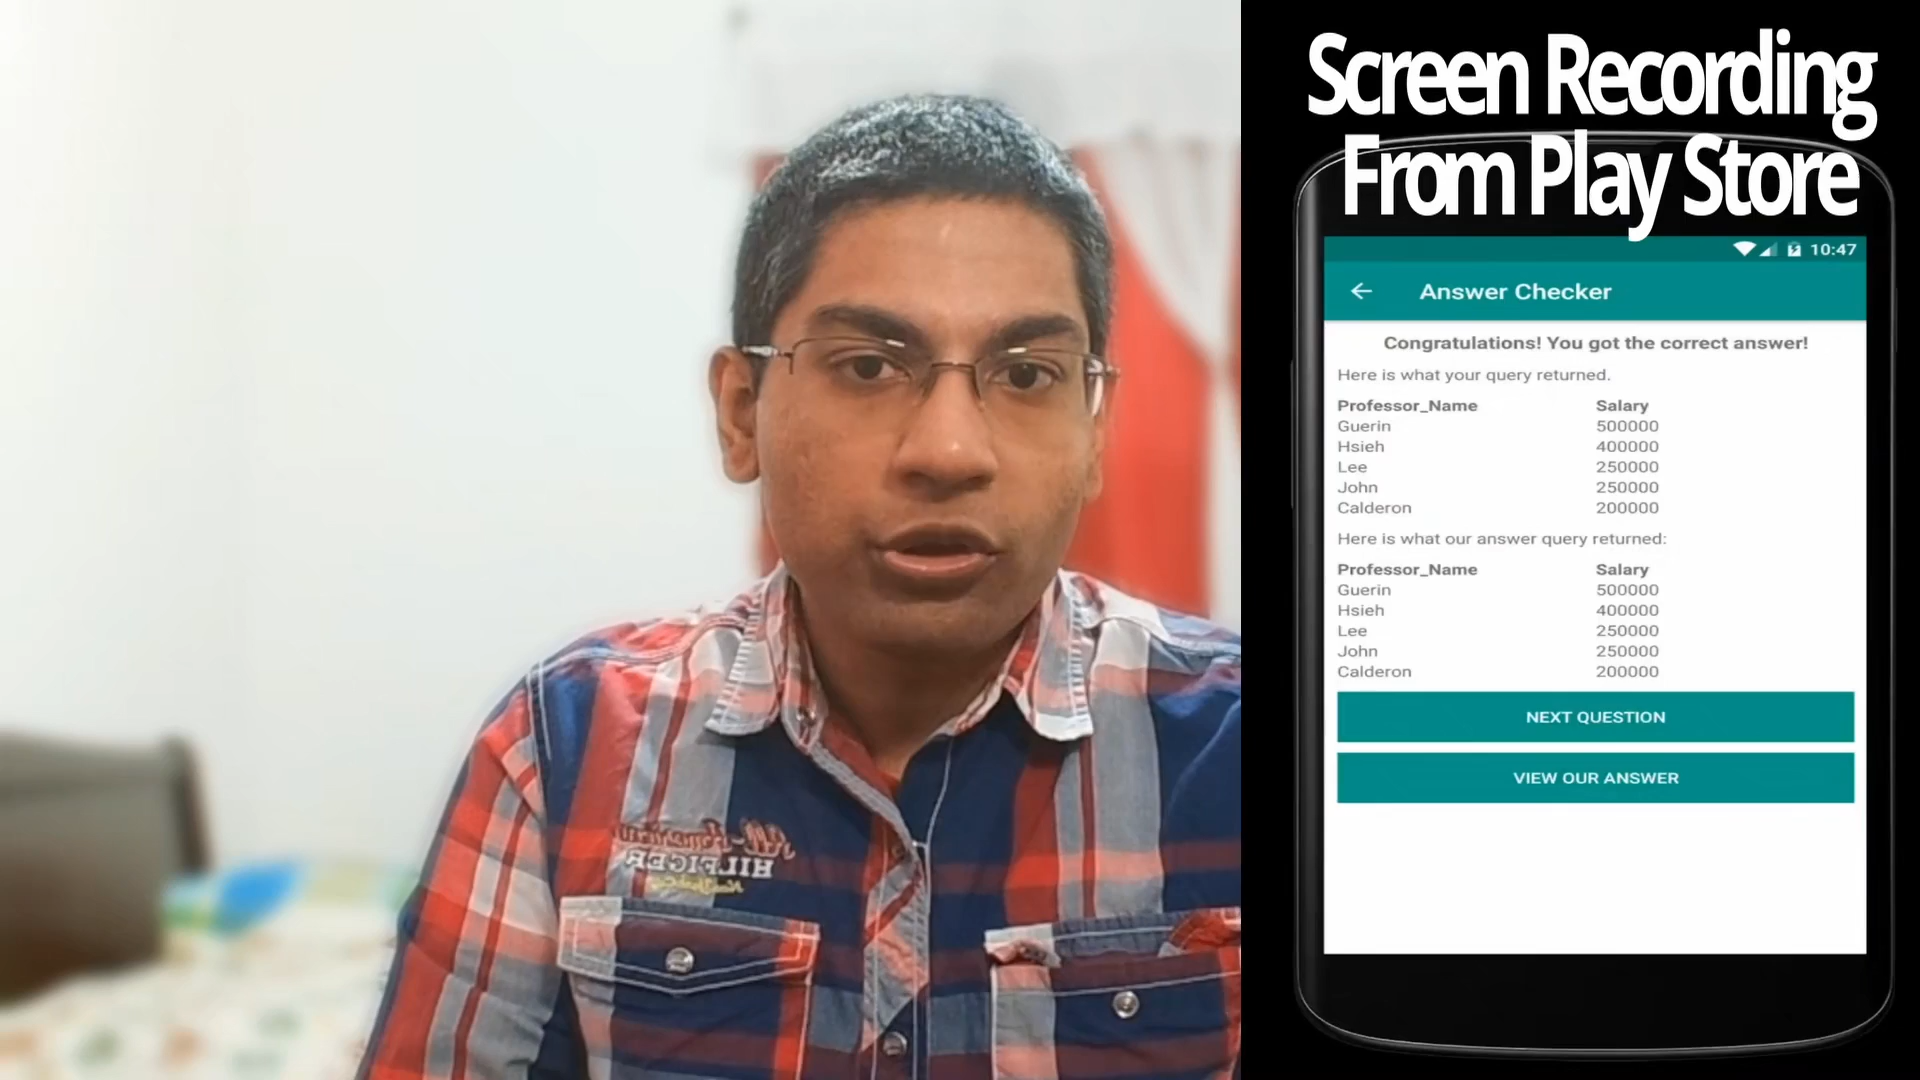 Screen Recording
From Play Store
10:47
Answer Checker
Congratulations! You got the correct answer!
Here is what your query returned.
Professor_Name Salary
Guerin 500000
Hsieh 400000
Lee 250000
John 250000
Calderon 200000
Here is what our answer query returned:
Professor_Name Salary
Guerin 500000
Hsieh 400000
Lee 250000
John 250000
Calderon 200000
NEXT QUESTION
VIEW OUR ANSWER
HILFIGER